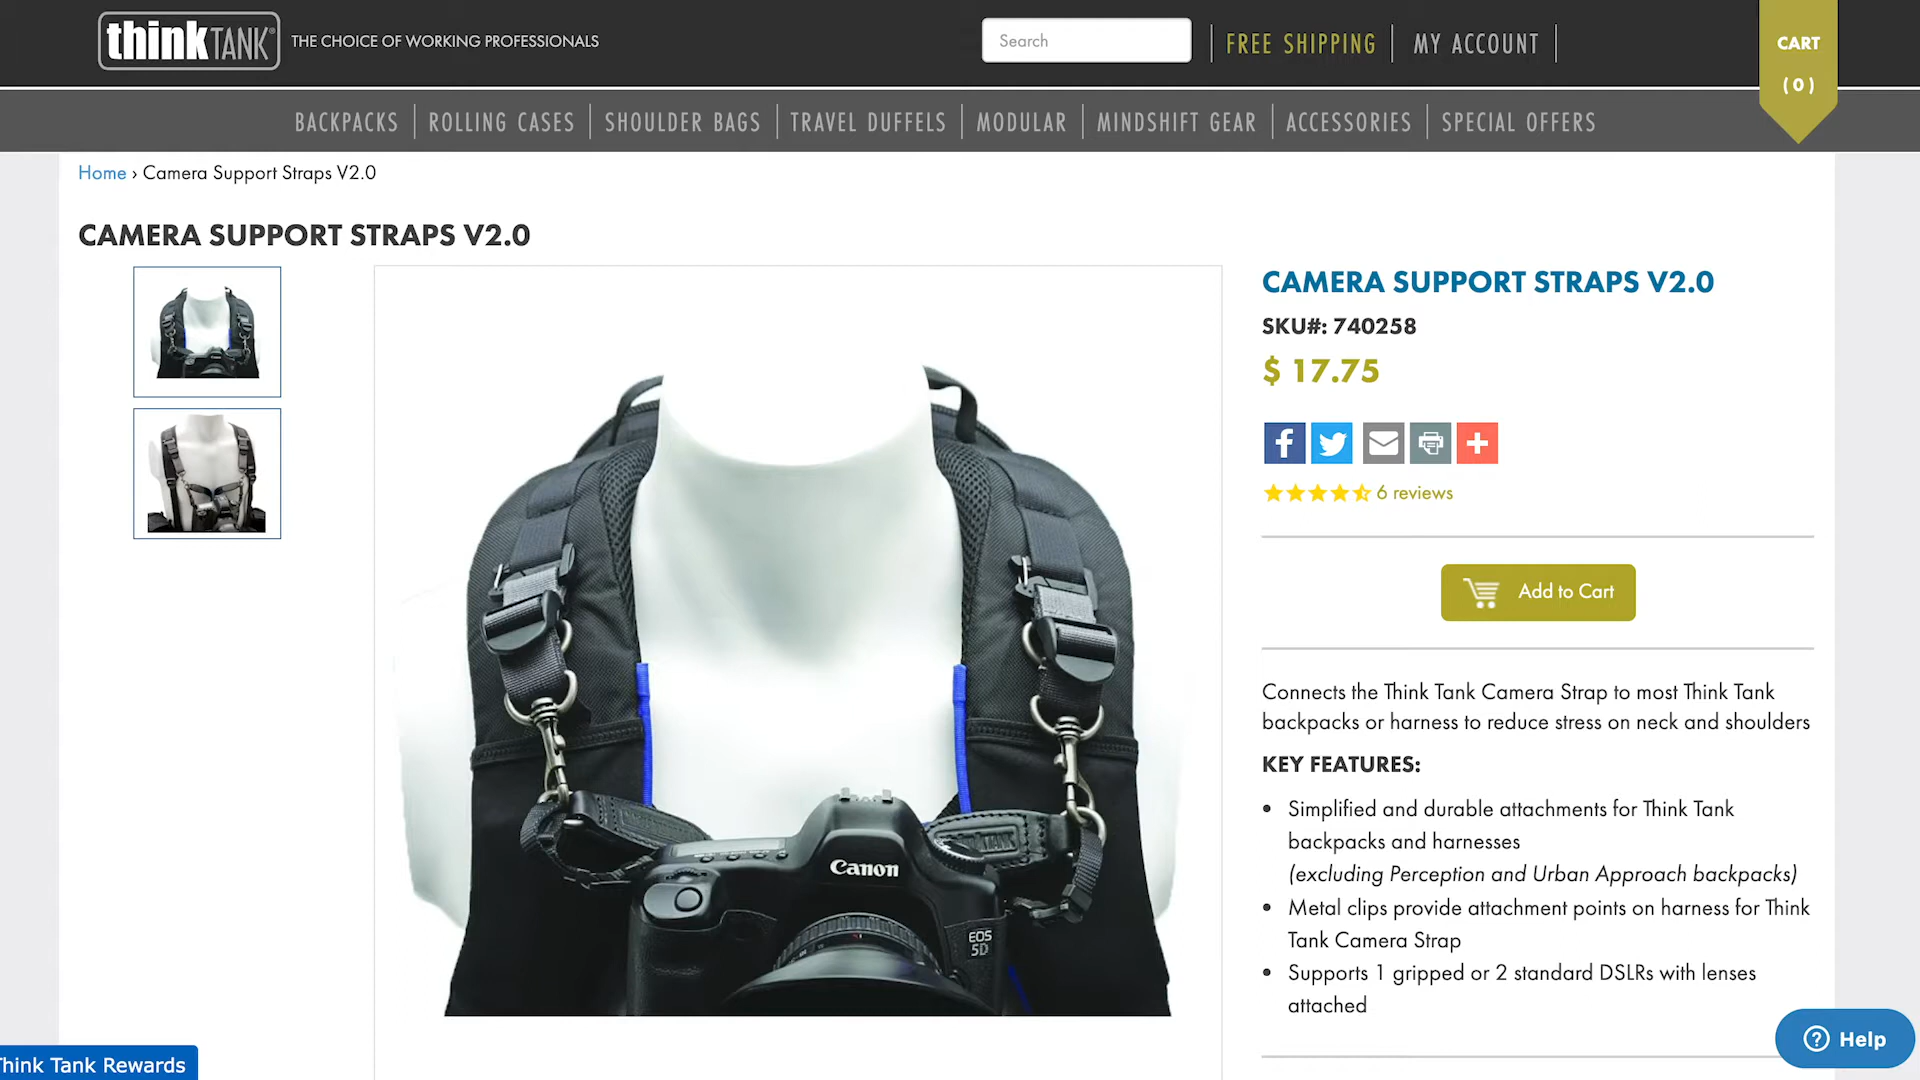 thinkTANK®
THE CHOICE OF WORKING PROFESSIONALS
Search
FREE SHIPPING
MY ACCOUNT
CART
(0)
BACKPACKS
ROLLING CASES
SHOULDER BAGS
TRAVEL DUFFELS
MODULAR
MINDSHIFT GEAR
ACCESSORIES
SPECIAL OFFERS
Home › Camera Support Straps V2.0
CAMERA SUPPORT STRAPS V2.0
Canon
EOS
5D
CAMERA SUPPORT STRAPS V2.0
SKU#: 740258
$ 17.75
6 reviews
Add to Cart
Connects the Think Tank Camera Strap to most Think Tank
backpacks or harness to reduce stress on neck and shoulders
KEY FEATURES:
Simplified and durable attachments for Think Tank
backpacks and harnesses
(excluding Perception and Urban Approach backpacks)
Metal clips provide attachment points on harness for Think
Tank Camera Strap
Supports 1 gripped or 2 standard DSLRs with lenses
attached
Help
Think Tank Rewards